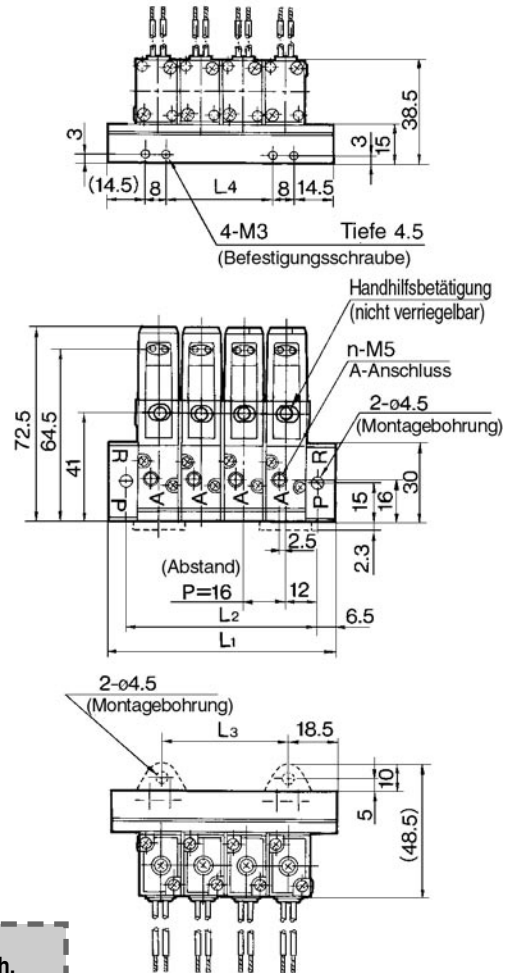 38.5
15
3
3
(14.5)
8
L4
8
14.5
4-M3 Tiefe 4.5
(Befestigungsschraube)
Handhilfsbetätigung
(nicht verriegelbar)
n-M5
A-Anschluss
2-ø4.5
(Montagebohrung)
72.5
64.5
41
R
P
A
A
A
A
R
P
30
15
16
2.5
2.3
(Abstand)
P=16
12
L2
6.5
L1
2-ø4.5
(Montagebohrung)
L3
18.5
10
5
(48.5)
h.